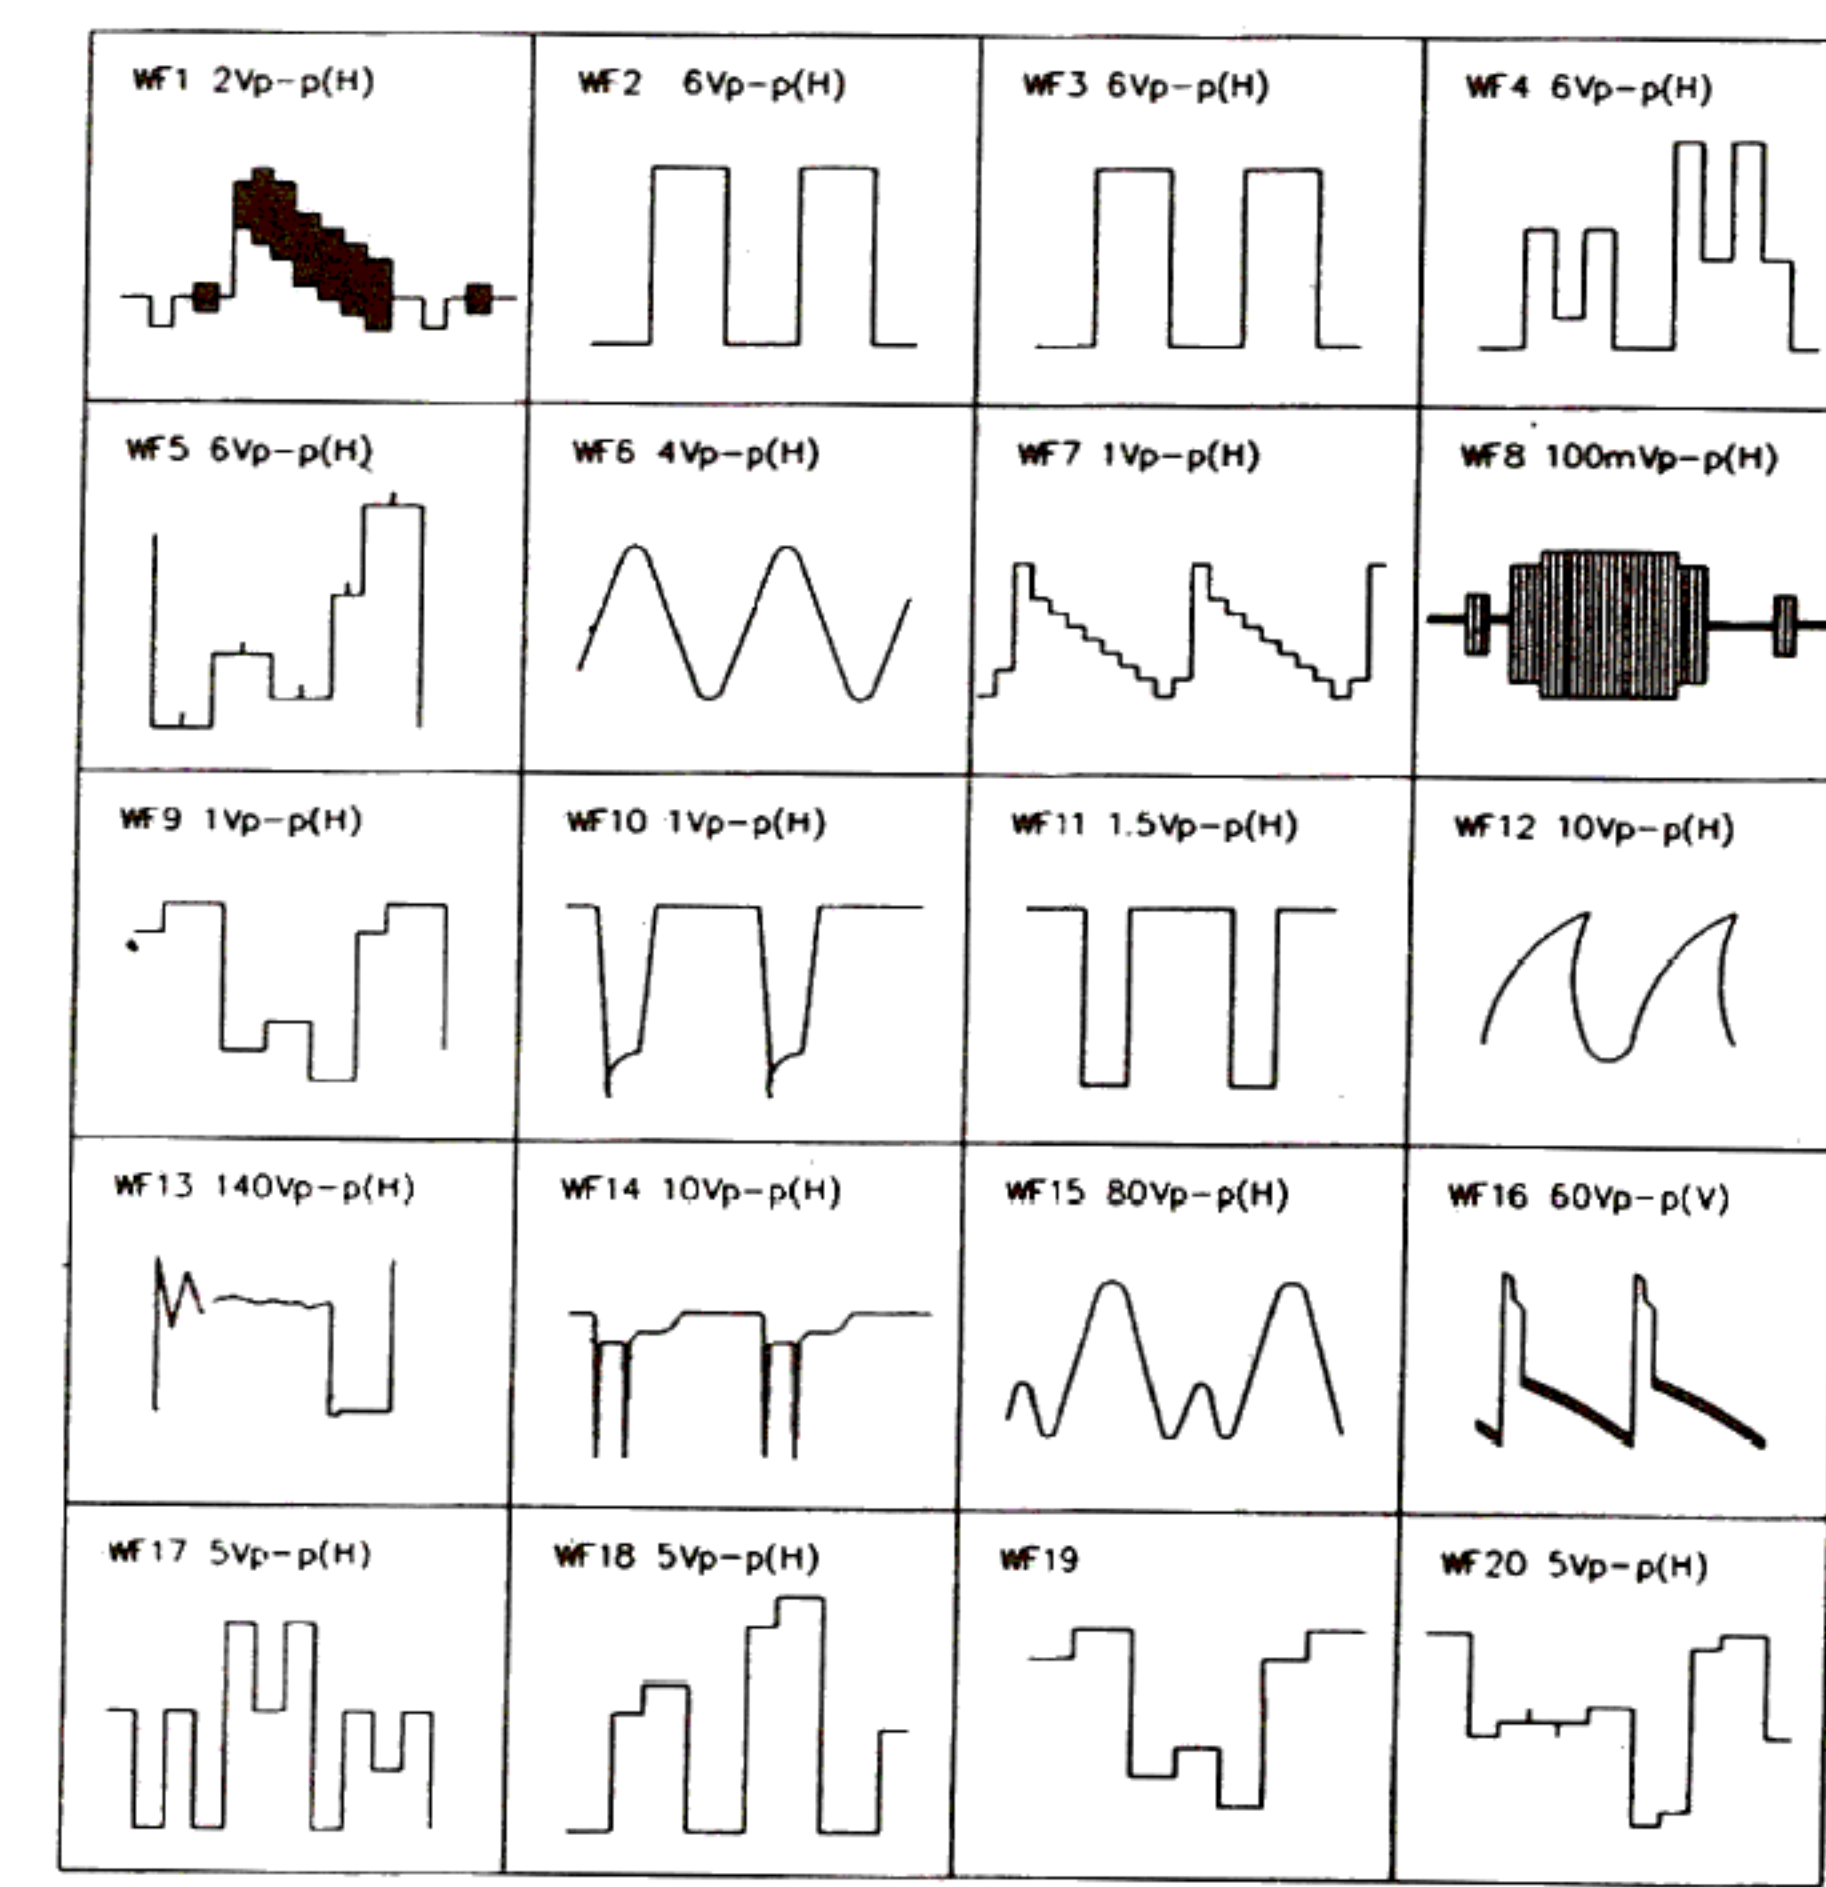 WF1 2Vp-p(H)
WF2 6Vp-p(H)
WF3 6Vp-p(H)
WF4 6Vp-p(H)
WF5 6Vp-p(H)
WF6 4Vp-p(H)
WF7 1Vp-p(H)
WF8 100mVp-p(H)
WF9 1Vp-p(H)
WF10 1Vp-p(H)
WF11 1.5Vp-p(H)
WF12 10Vp-p(H)
WF13 140Vp-p(H)
WF14 10Vp-p(H)
WF15 80Vp-p(H)
WF16 60Vp-p(V)
WF17 5Vp-p(H)
WF18 5Vp-p(H)
WF19
WF20 5Vp-p(H)